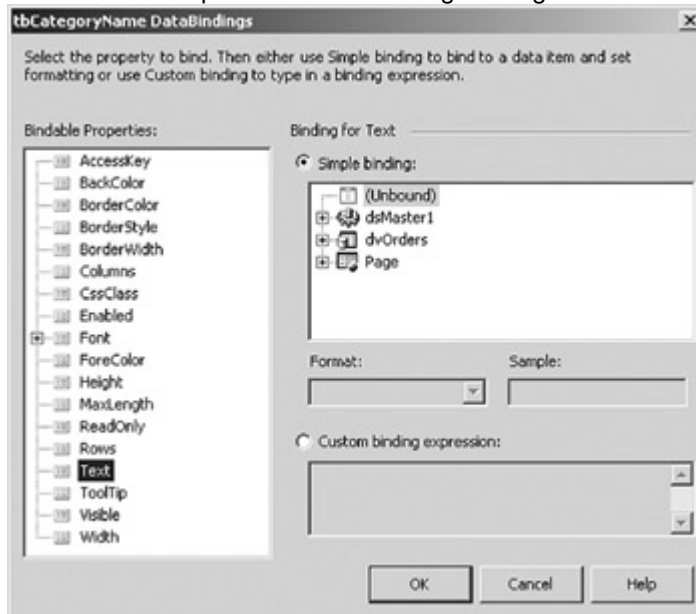 tbCategoryName DataBindings
Select the property to bind. Then either use Simple binding to bind to a data item and set
formatting or use Custom binding to type in a binding expression.
Bindable Properties:
AccessKey
BackColor
BorderColor
BorderStyle
BorderWidth
Columns
CssClass
Enabled
Font
ForeColor
Height
MaxLength
ReadOnly
Rows
Text
ToolTip
Visible
Width
Binding for Text
Simple binding:
(Unbound)
dsMaster1
dvOrders
Page
Format:
Sample:
Custom binding expression:
OK
Cancel
Help